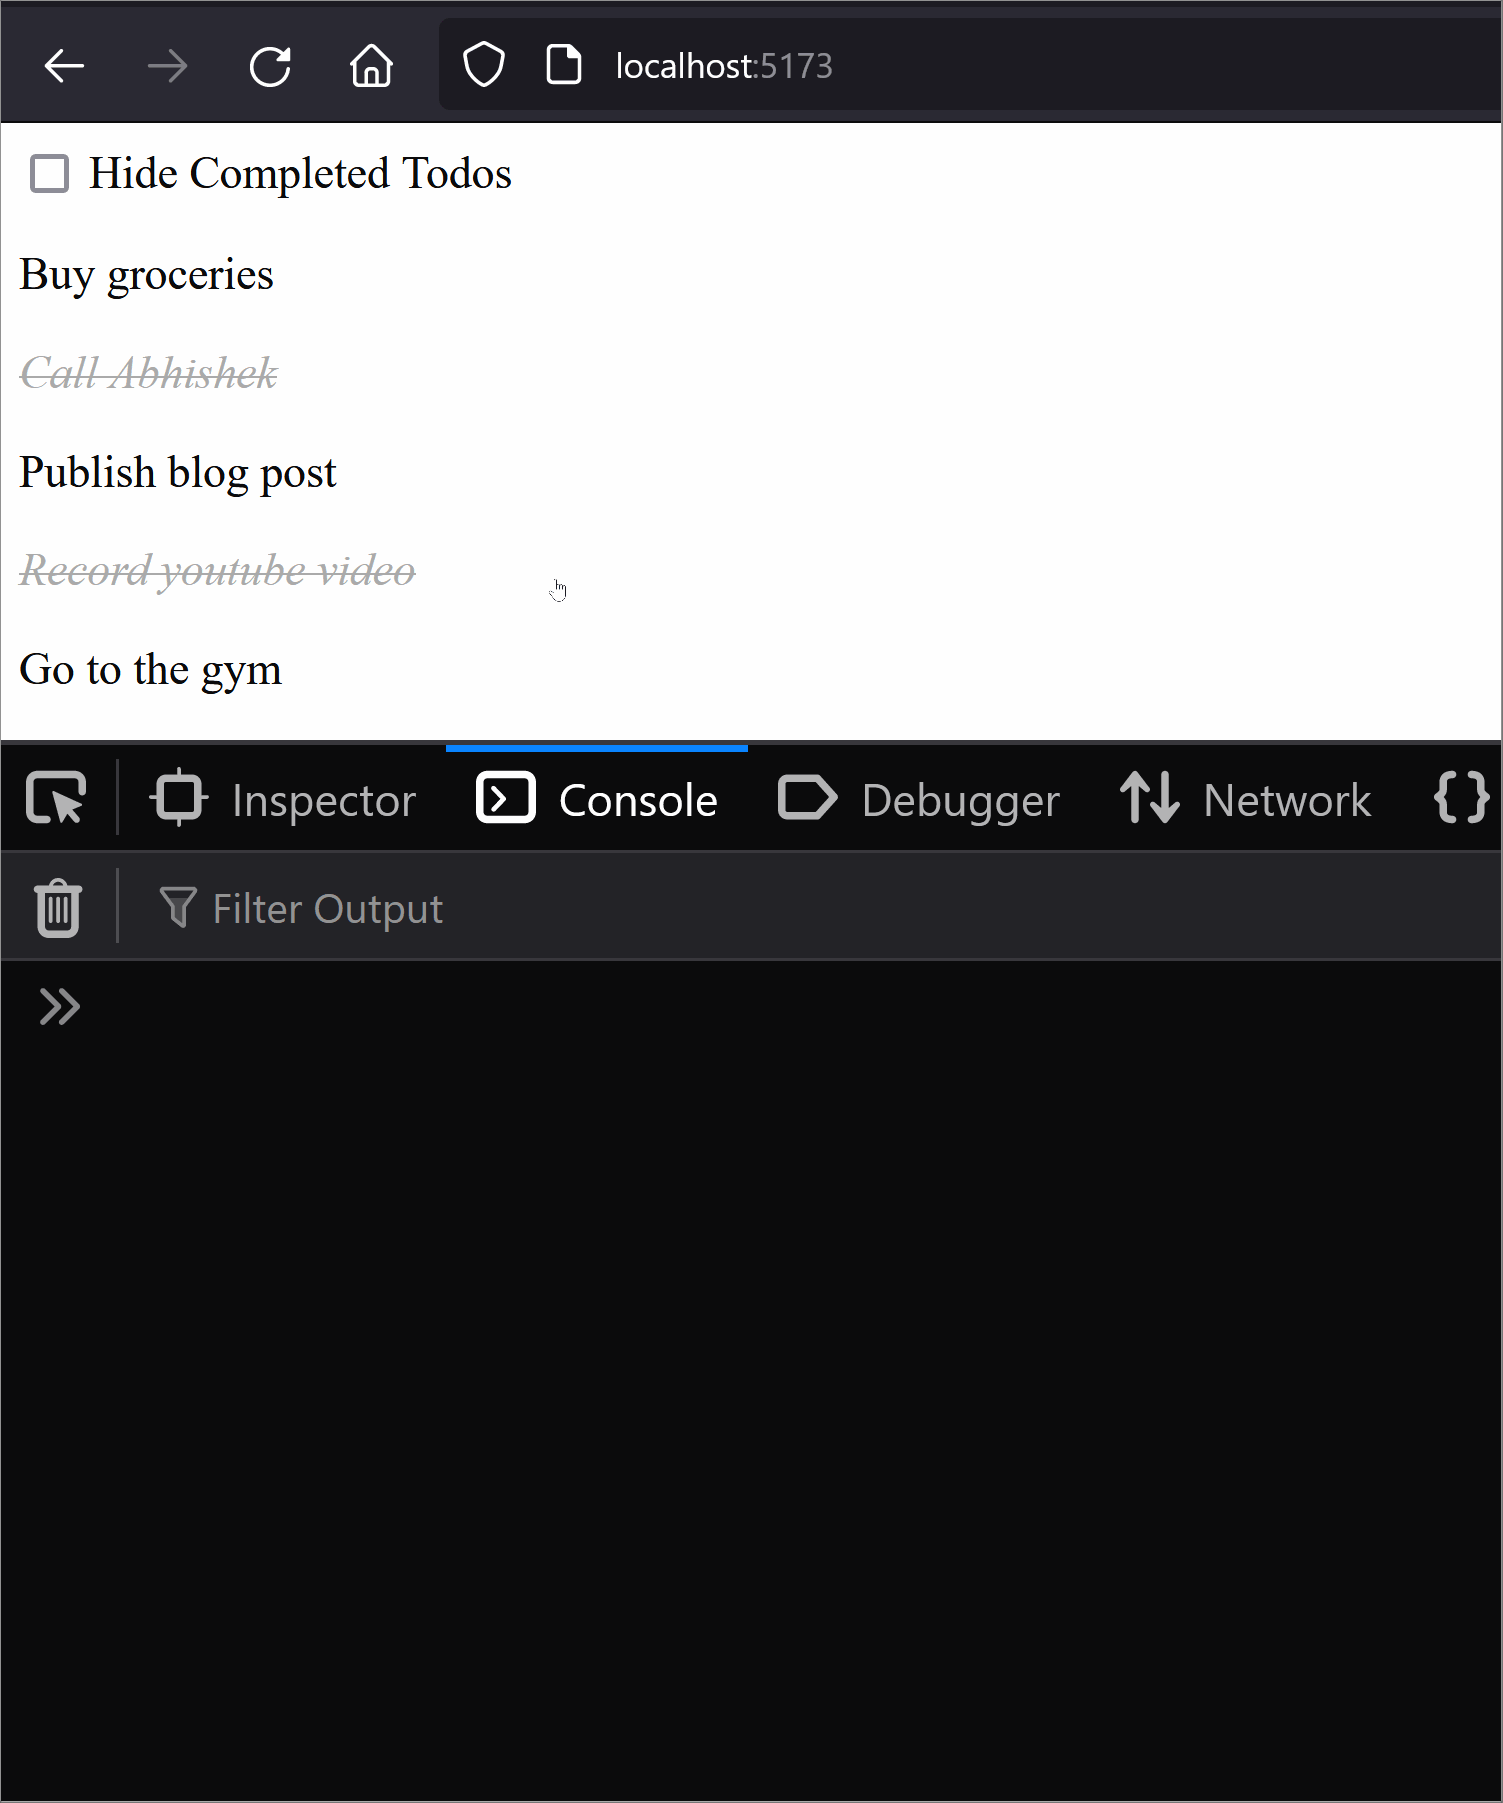 localhost:5173
Hide Completed Todos
Buy groceries
Call Abhishek
Publish blog post
Record youtube video
Go to the gym
Inspector Console Debugger Network
Filter Output